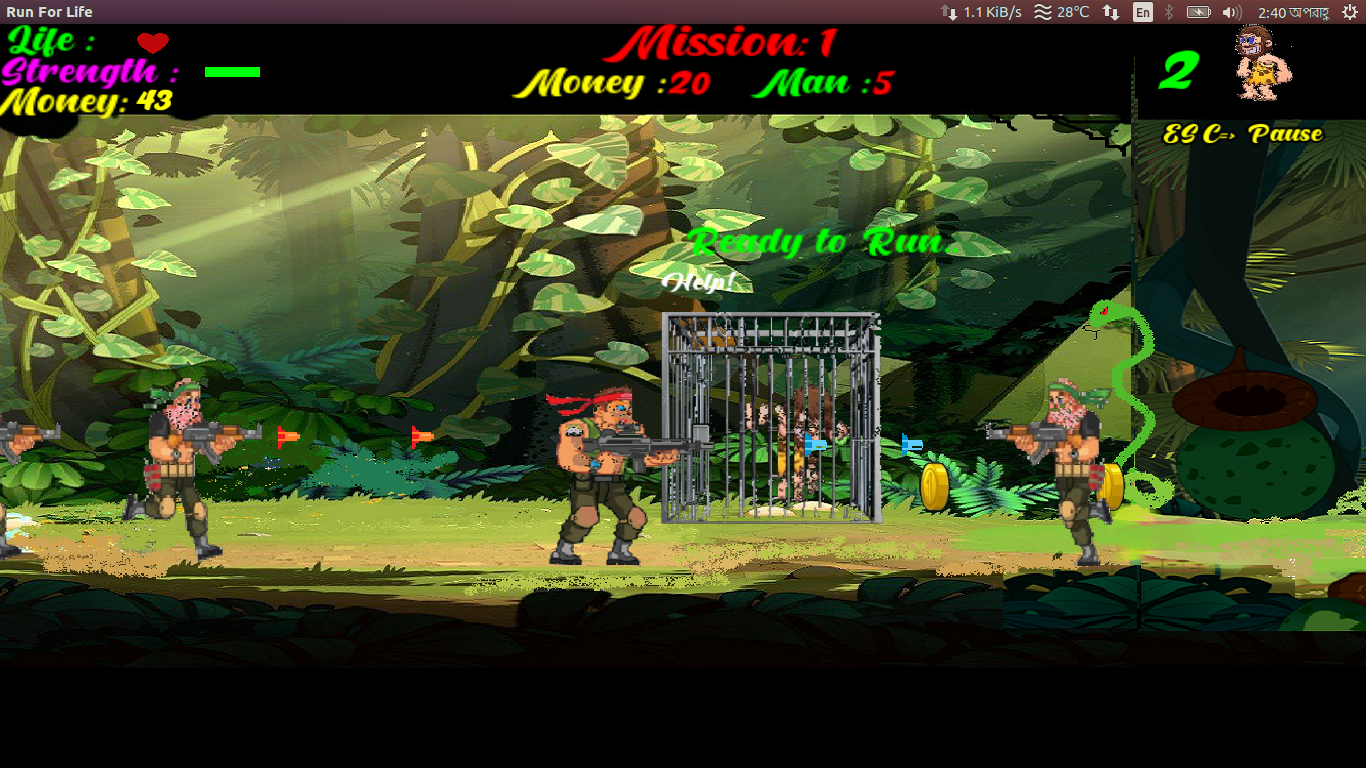 Run For Life
1.1 KiB/s 28°C En 2:40 অপরাহ্ণ
Life :
Strength :
Money: 43
Mission: 1
Money :20 Man :5
2
ESC=> Pause
Ready to Run.
Help!